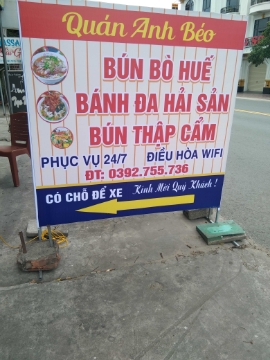 Quán Anh Béo
BÚN BÒ HUẾ
BÁNH ĐA HẢI SẢN
BÚN THẬP CẨM
PHỤC VỤ 24/7 ĐIỀU HÒA WIFI
ĐT: 0392.755.736
CÓ CHỖ ĐỂ XE Kính Mời Quý Khách !